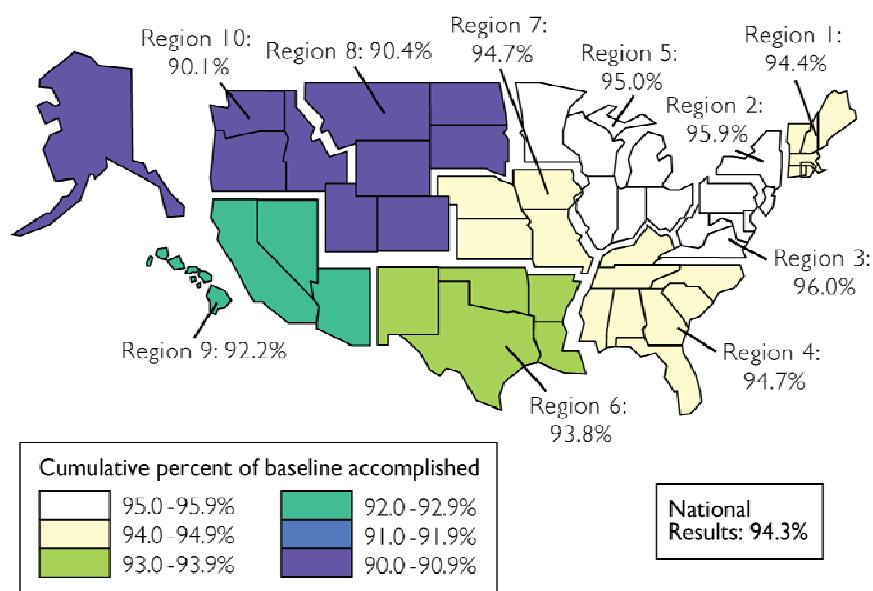 Region 10:
90.1%
Region 8: 90.4%
Region 7:
94.7%
Region 5:
95.0%
Region 1:
94.4%
Region 2:
95.9%
Region 3:
96.0%
Region 9: 92.2%
Region 4:
94.7%
Region 6:
93.8%
Cumulative percent of baseline accomplished
95.0 -95.9%
94.0 -94.9%
93.0 -93.9%
92.0 -92.9%
91.0 -91.9%
90.0 -90.9%
National
Results: 94.3%